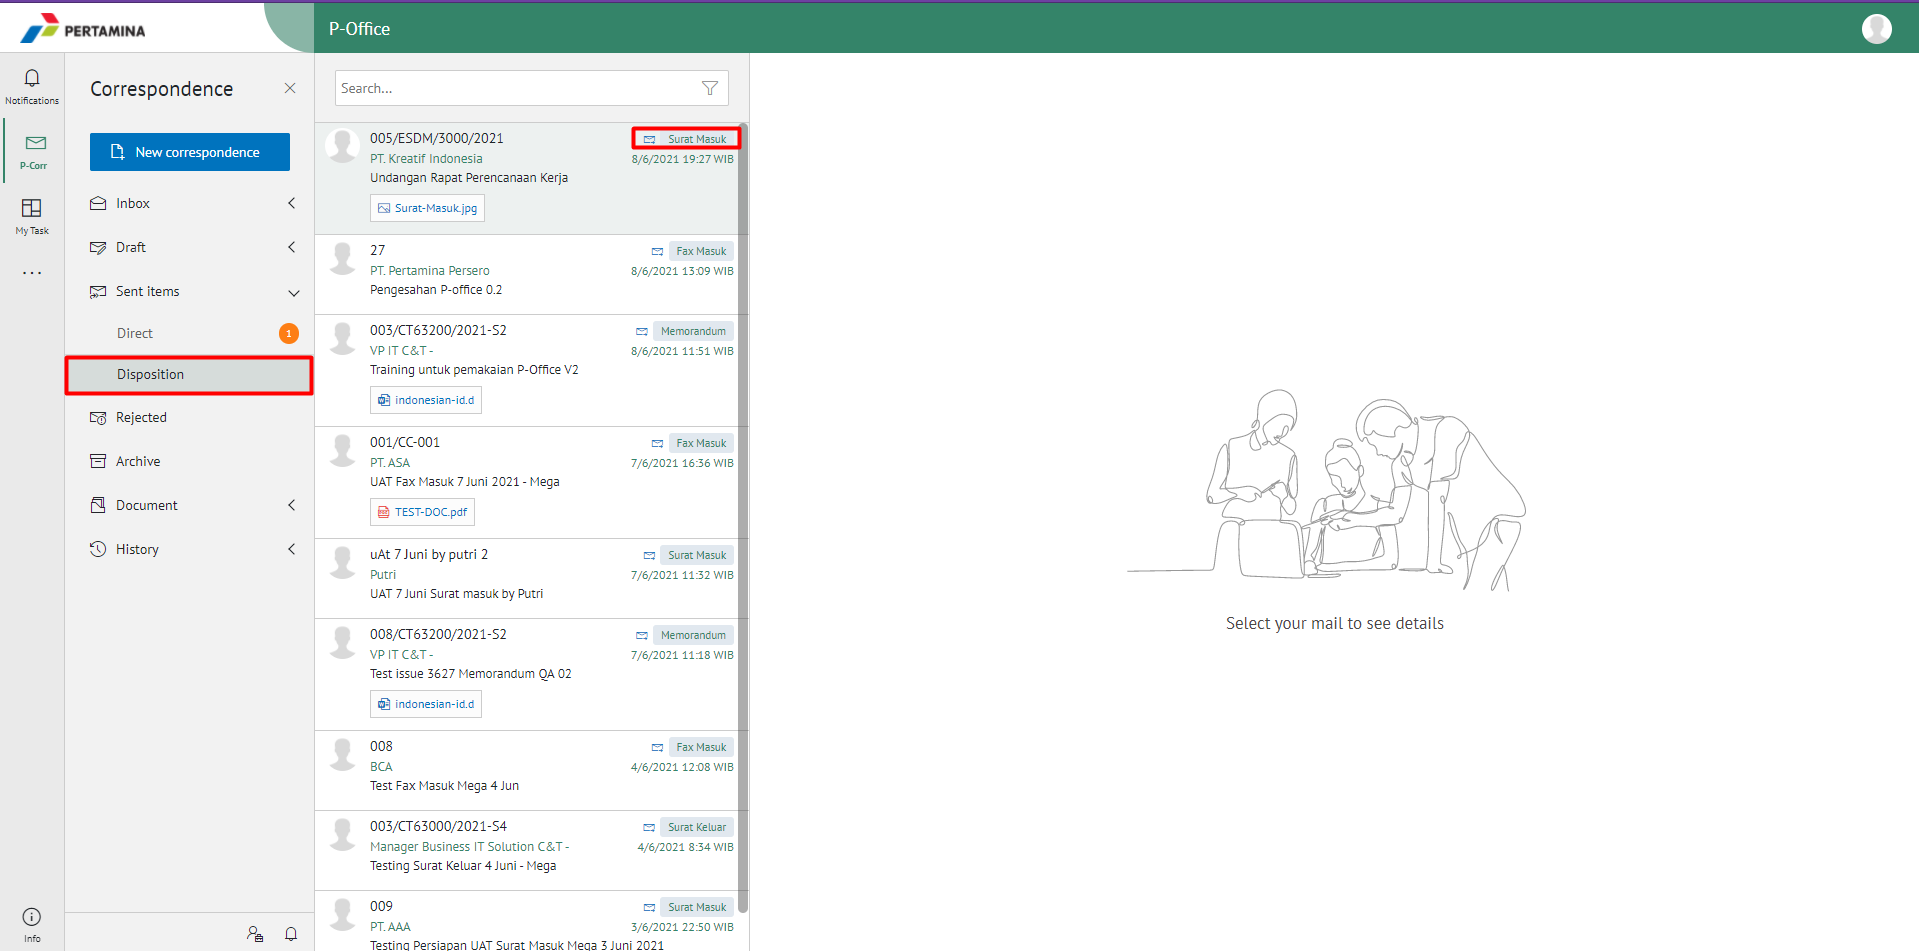 PERTAMINA
P-Office
Notifications
P-Corr
My Task
Info
Correspondence
New correspondence
Inbox
Draft
Sent items
Direct
1
Disposition
Rejected
Archive
Document
History
Search...
005/ESDM/3000/2021
Surat Masuk
PT. Kreatif Indonesia
8/6/2021 19:27 WIB
Undangan Rapat Perencanaan Kerja
Surat-Masuk.jpg
27
Fax Masuk
PT. Pertamina Persero
8/6/2021 13:09 WIB
Pengesahan P-office 0.2
003/CT63200/2021-S2
Memorandum
VP IT C&T -
8/6/2021 11:51 WIB
Training untuk pemakaian P-Office V2
indonesian-id.d
001/CC-001
Fax Masuk
PT. ASA
7/6/2021 16:36 WIB
UAT Fax Masuk 7 Juni 2021 - Mega
TEST-DOC.pdf
uAt 7 Juni by putri 2
Surat Masuk
Putri
7/6/2021 11:32 WIB
UAT 7 Juni Surat masuk by Putri
008/CT63200/2021-S2
Memorandum
VP IT C&T -
7/6/2021 11:18 WIB
Test issue 3627 Memorandum QA 02
indonesian-id.d
008
Fax Masuk
BCA
4/6/2021 12:08 WIB
Test Fax Masuk Mega 4 Jun
003/CT63000/2021-S4
Surat Keluar
Manager Business IT Solution C&T -
4/6/2021 8:34 WIB
Testing Surat Keluar 4 Juni - Mega
009
Surat Masuk
PT. AAA
3/6/2021 22:50 WIB
Testing Persiapan UAT Surat Masuk Mega 3 Juni 2021
Select your mail to see details